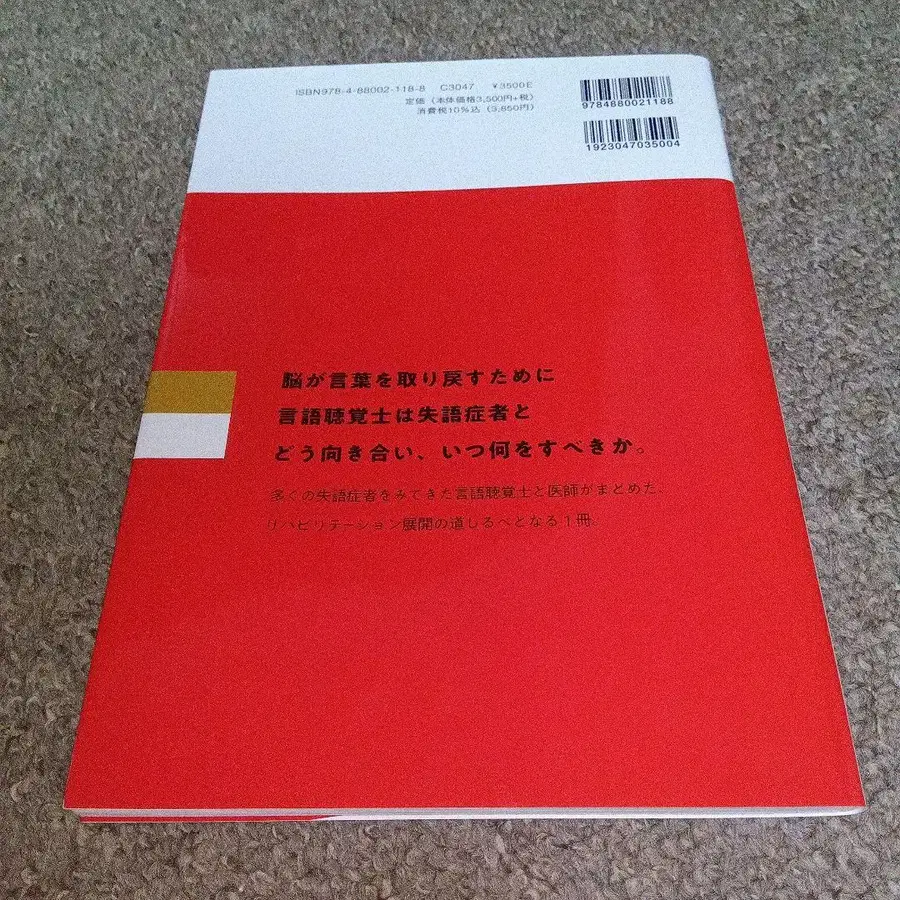 ISBN978-4-88002-118-8 C3047 ¥3500E
定価（本体価格3,500円+税）
消費税10％込（3,850円）
9784880021188
1923047035004
脳が言葉を取り戻すために
言語聴覚士は失語症者と
どう向き合い、いつ何をすべきか。
多くの失語症者をみてきた言語聴覚士と医師がまとめた、
リハビリテーション展開の道しるべとなる1冊。